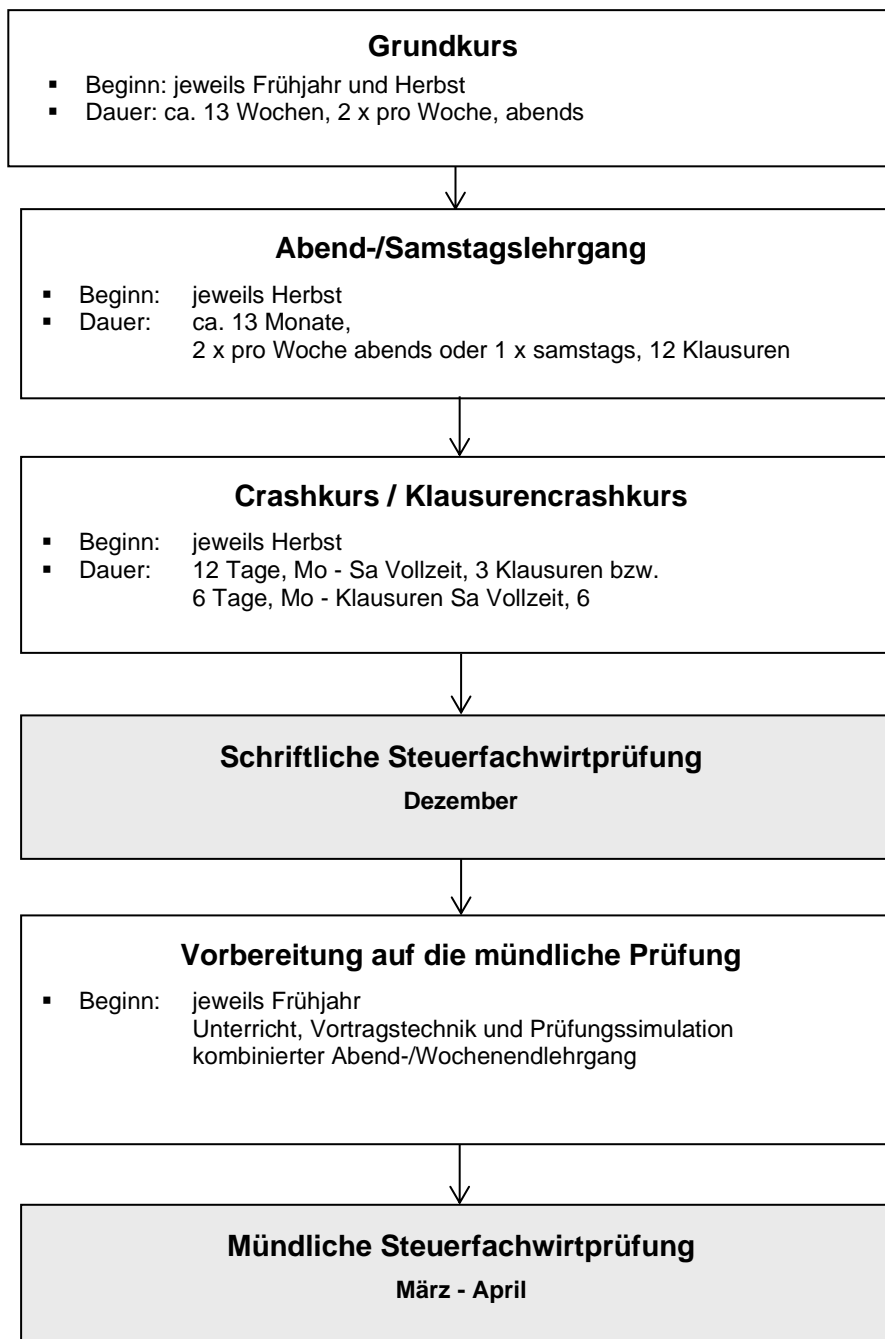 Grundkurs
▪ Beginn: jeweils Frühjahr und Herbst
▪ Dauer: ca. 13 Wochen, 2 x pro Woche, abends
Abend-/Samstagslehrgang
▪ Beginn: jeweils Herbst
▪ Dauer: ca. 13 Monate,
2 x pro Woche abends oder 1 x samstags, 12 Klausuren
Crashkurs / Klausurencrashkurs
▪ Beginn: jeweils Herbst
▪ Dauer: 12 Tage, Mo - Sa Vollzeit, 3 Klausuren bzw.
6 Tage, Mo - Klausuren Sa Vollzeit, 6
Schriftliche Steuerfachwirtprüfung
Dezember
Vorbereitung auf die mündliche Prüfung
▪ Beginn: jeweils Frühjahr
Unterricht, Vortragstechnik und Prüfungssimulation
kombinierter Abend-/Wochenendlehrgang
Mündliche Steuerfachwirtprüfung
März - April